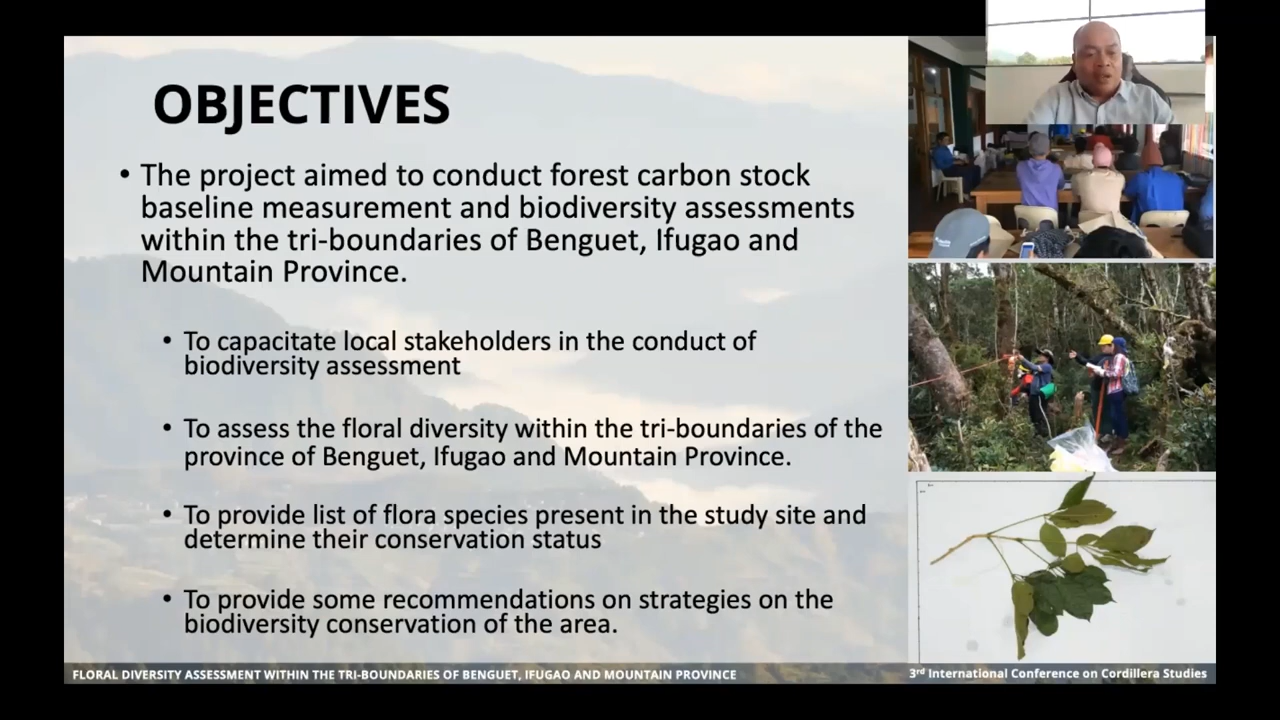 OBJECTIVES
• The project aimed to conduct forest carbon stock
baseline measurement and biodiversity assessments
within the tri-boundaries of Benguet, Ifugao and
Mountain Province.
• To capacitate local stakeholders in the conduct of
biodiversity assessment
• To assess the floral diversity within the tri-boundaries of the
province of Benguet, Ifugao and Mountain Province.
• To provide list of flora species present in the study site and
determine their conservation status
• To provide some recommendations on strategies on the
biodiversity conservation of the area.
FLORAL DIVERSITY ASSESSMENT WITHIN THE TRI-BOUNDARIES OF BENGUET, IFUGAO AND MOUNTAIN PROVINCE
3rd International Conference on Cordillera Studies